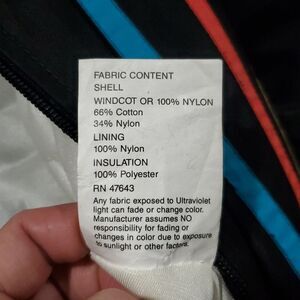 FABRIC CONTENT
SHELL
WINDCOT OR 100% NYLON
66% Cotton
34% Nylon
LINING
100% Nylon
INSULATION
100% Polyester
RN 47643
Any fabric exposed to Ultraviolet
light can fade or change color.
Manufacturer assumes NO
responsibility for fading or
changes in color due to exposure
to sunlight or other factors.